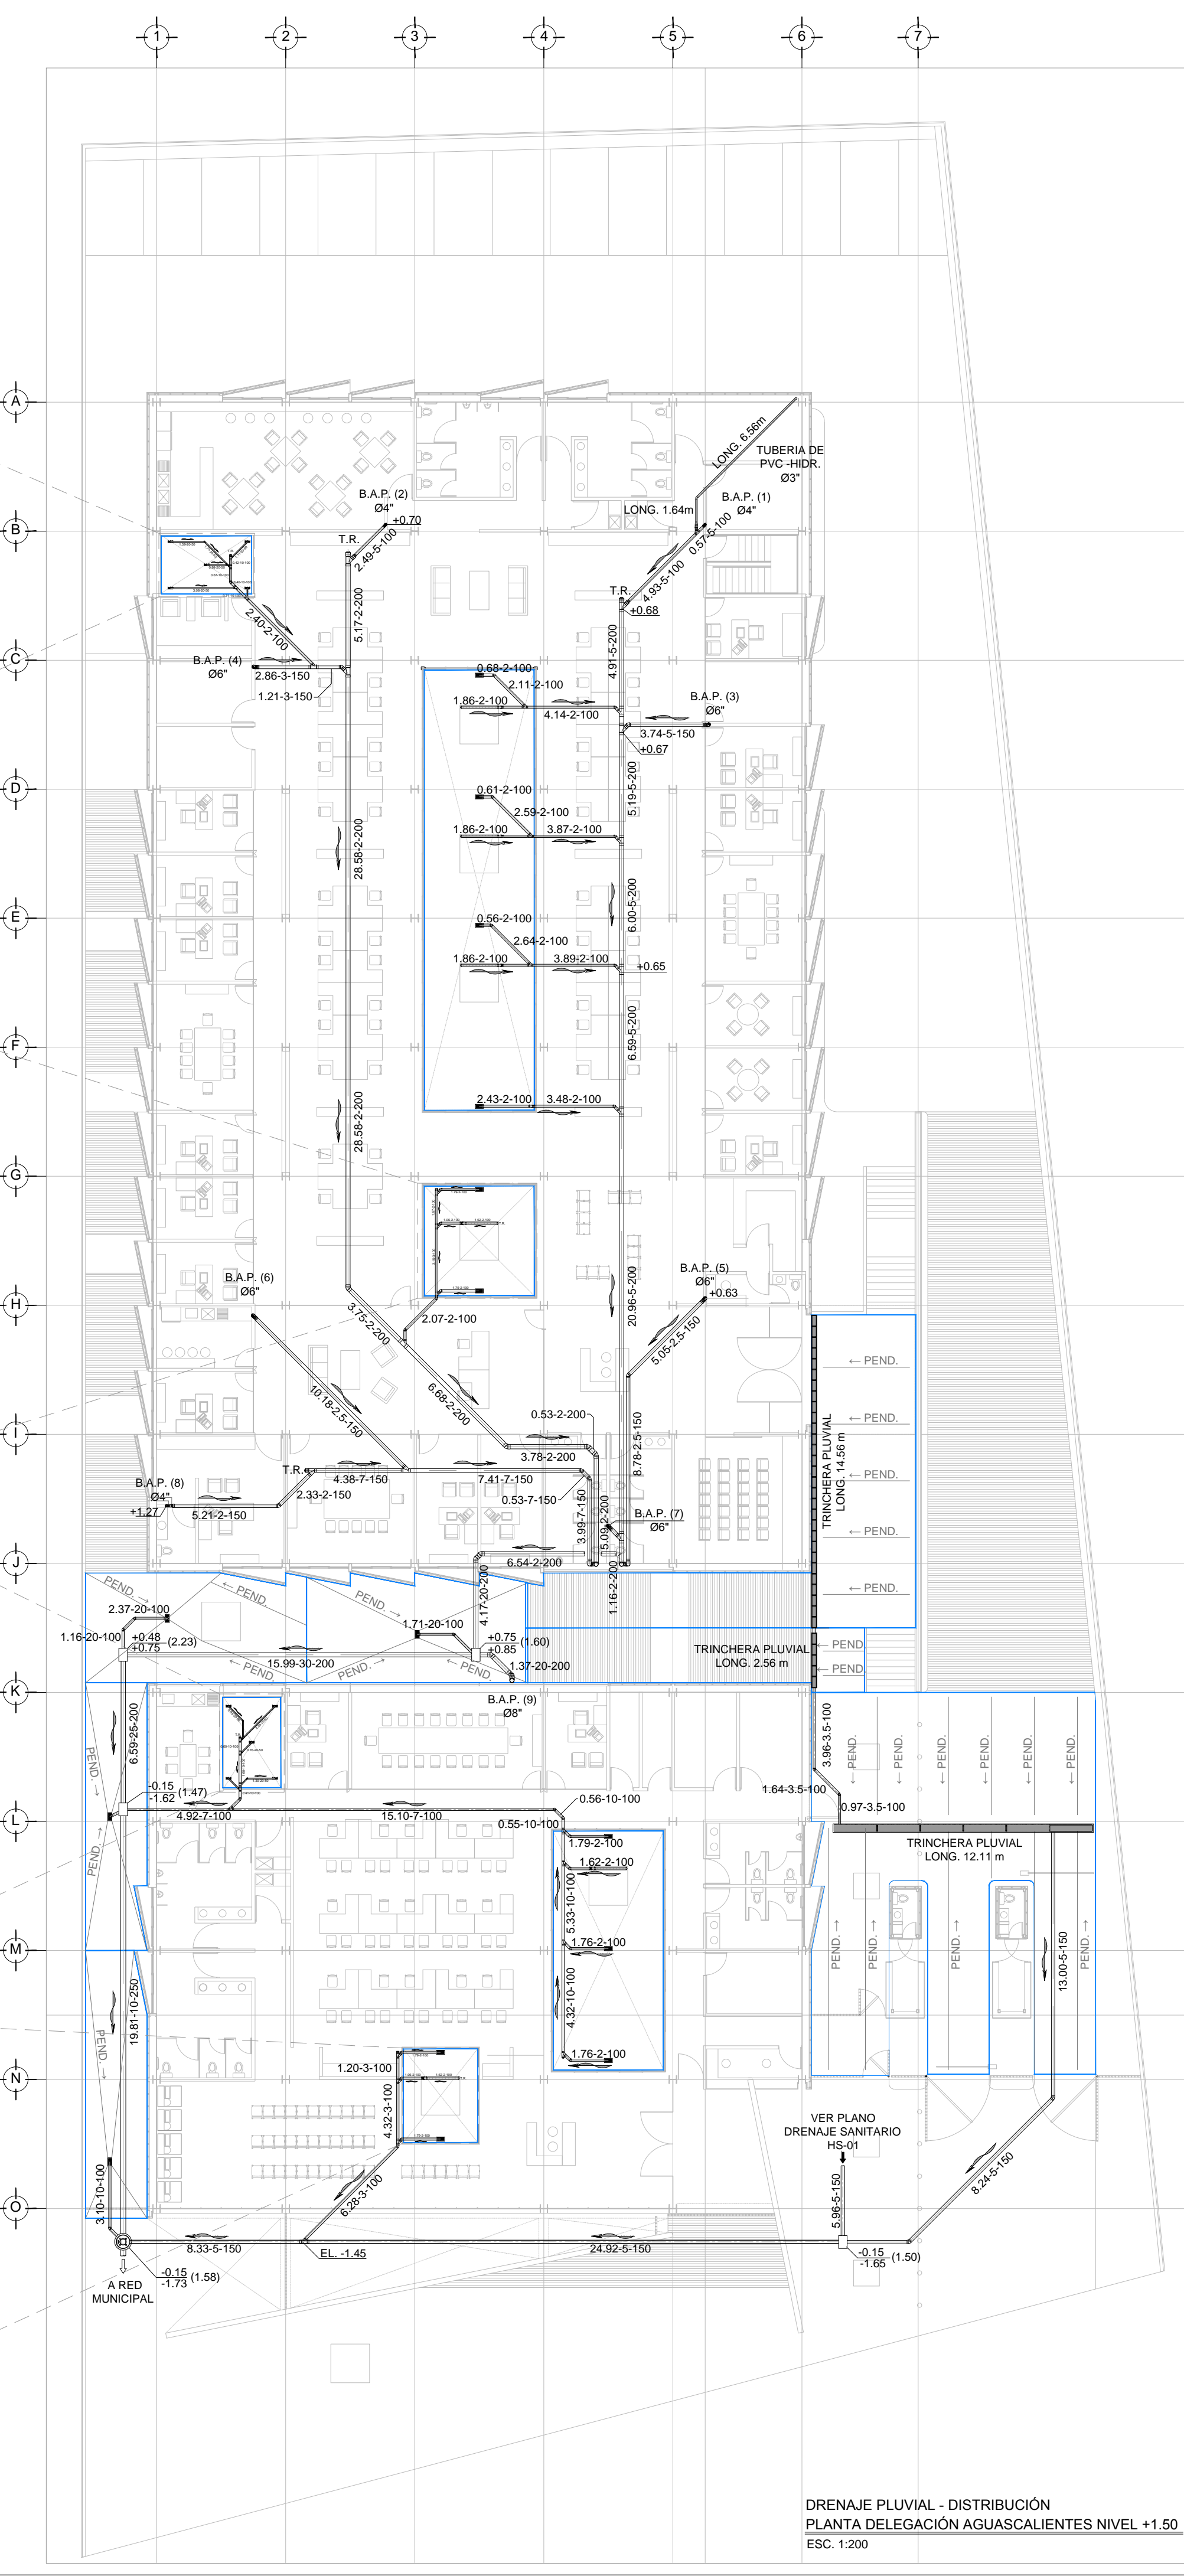 1
2
3
4
5
6
7
A
LONG. 6.56m
TUBERIA DE
PVC -HIDR.
Ø3"
B.A.P. (2)
Ø4"
B.A.P. (1)
Ø4"
LONG. 1.64m
+0.70
B
T.R.
2.49-5-100
0.57-5-100
4.93-5-100
T.R.
+0.68
5.17-2-200
2.40-2-100
4.91-5-200
C
B.A.P. (4)
Ø6"
2.86-3-150
1.21-3-150
0.68-2-100
2.11-2-100
1.86-2-100
4.14-2-100
B.A.P. (3)
Ø6"
3.74-5-150
+0.67
D
5.19-5-200
0.61-2-100
2.59-2-100
1.86-2-100
3.87-2-100
28.58-2-200
E
6.00-5-200
0.56-2-100
2.64-2-100
1.86-2-100
3.89-2-100
+0.65
F
6.59-5-200
2.43-2-100
3.48-2-100
28.58-2-200
G
B.A.P. (6)
Ø6"
B.A.P. (5)
Ø6"
+0.63
H
20.96-5-200
3.75-2-200
2.07-2-100
5.05-2.5-150
← PEND.
10.18-2.5-150
6.68-2-200
0.53-2-200
← PEND.
I
3.78-2-200
8.78-2.5-150
TRINCHERA PLUVIAL
LONG. 14.56 m
T.R.
4.38-7-150
7.41-7-150
← PEND.
B.A.P. (8)
Ø4"
+1.27
2.33-2-150
0.53-7-150
5.21-2-150
3.99-7-150
5.09-2-200
B.A.P. (7)
Ø6"
← PEND.
J
6.54-2-200
PEND. →
← PEND.
PEND. →
← PEND.
2.37-20-100
4.17-20-200
1.16-2-200
1.71-20-100
1.16-20-100
+0.48
+0.75
(2.23)
+0.75
+0.85
(1.60)
← PEND
TRINCHERA PLUVIAL
LONG. 2.56 m
← PEND
15.99-30-200
1.37-20-200
← PEND.
PEND. →
← PEND.
K
B.A.P. (9)
Ø8"
6.59-25-200
PEND. →
3.96-3.5-100
← PEND.
← PEND.
← PEND.
← PEND.
← PEND.
← PEND.
1.64-3.5-100
-0.15
-1.62
(1.47)
0.56-10-100
0.97-3.5-100
L
4.92-7-100
15.10-7-100
0.55-10-100
PEND. →
1.79-2-100
TRINCHERA PLUVIAL
LONG. 12.11 m
1.62-2-100
5.33-10-100
M
1.76-2-100
PEND. →
PEND. →
PEND. →
PEND. →
PEND. →
13.00-5-150
4.32-10-100
19.81-10-250
PEND. →
1.76-2-100
N
1.20-3-100
4.32-3-100
VER PLANO
DRENAJE SANITARIO
HS-01
3.10-10-100
6.28-3-100
5.96-5-150
8.24-5-150
O
8.33-5-150
EL. -1.45
24.92-5-150
-0.15
-1.65
(1.50)
-0.15
-1.73
(1.58)
A RED
MUNICIPAL
DRENAJE PLUVIAL - DISTRIBUCIÓN
PLANTA DELEGACIÓN AGUASCALIENTES NIVEL +1.50
ESC. 1:200